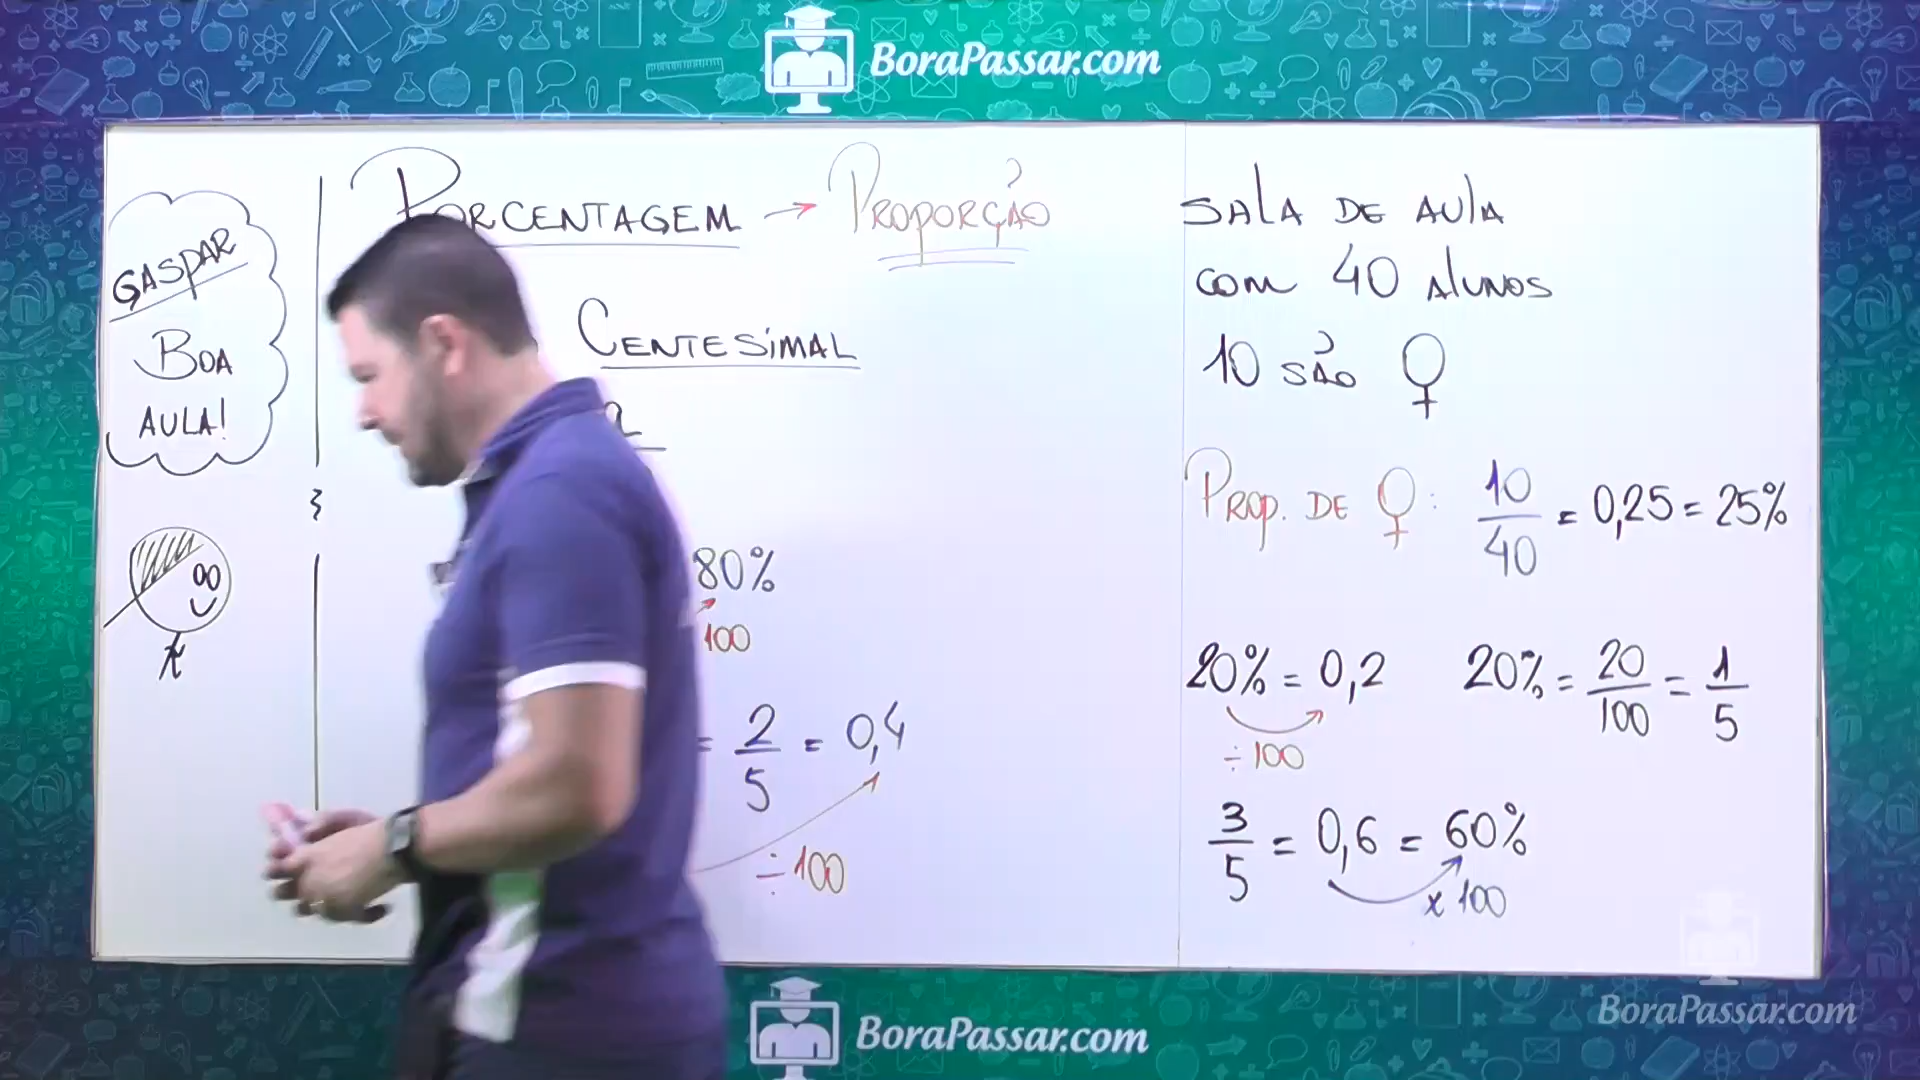 BoraPassar.com
GASPAR
BOA
AULA!
PORCENTAGEM → PROPORÇÃO
CENTESIMAL
80%
100
= 2/5 = 0,4
÷ 100
SALA DE AULA
COM 40 ALUNOS
10 SÃO ♀
PROP. DE ♀: 10/40 = 0,25 = 25%
20% = 0,2
÷ 100
20% = 20/100 = 1/5
3/5 = 0,6 = 60%
x 100
BoraPassar.com
BoraPassar.com